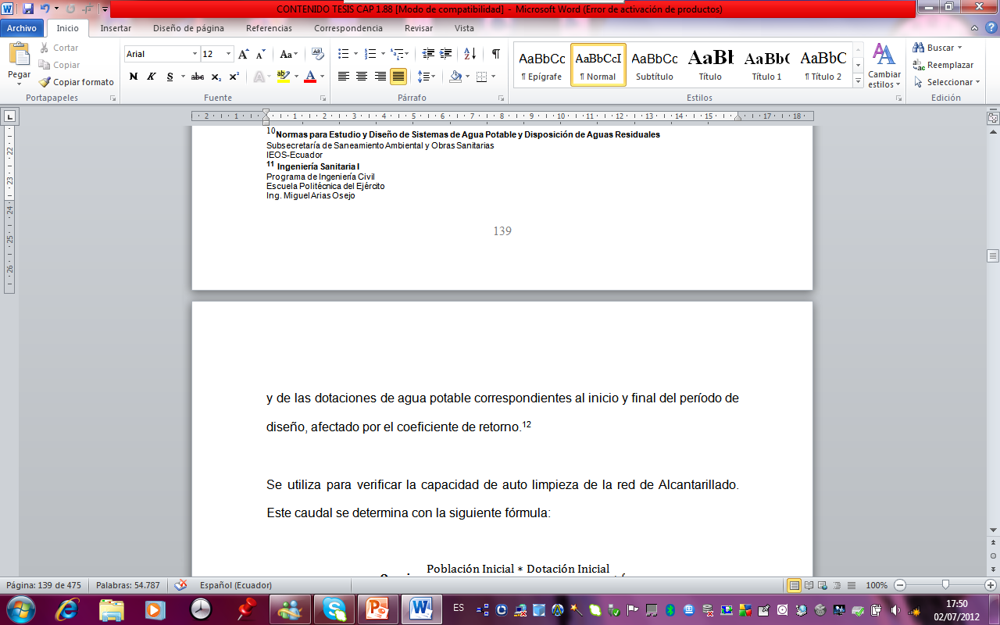 CONTENIDO TESIS CAP 1.88 [Modo de compatibilidad] - Microsoft Word (Error de activación de productos)
Archivo Inicio Insertar Diseño de página Referencias Correspondencia Revisar Vista
Pegar
Cortar
Copiar
Copiar formato
Portapapeles
Arial 12 A A Aa
N K S abc x₂ x² A ab A
Fuente
Párrafo
AaBbCc ¶ Epígrafe
AaBbCcI ¶ Normal
AaBbCc Subtítulo
AaBb Título
AaBb( Título 1
AaBbC ¶ Título 2
Cambiar estilos
Estilos
Buscar
Reemplazar
Seleccionar
Edición
2 1 1 2 3 4 5 6 7 8 9 10 11 12 13 14 15 17 18
22
23
24
25
26
10Normas para Estudio y Diseño de Sistemas de Agua Potable y Disposición de Aguas Residuales
Subsecretaría de Saneamiento Ambiental y Obras Sanitarias
IEOS-Ecuador
11 Ingeniería Sanitaria I
Programa de Ingeniería Civil
Escuela Politécnica del Ejército
Ing. Miguel Arias Osejo
139
y de las dotaciones de agua potable correspondientes al inicio y final del período de
diseño, afectado por el coeficiente de retorno.12
Se utiliza para verificar la capacidad de auto limpieza de la red de Alcantarillado.
Este caudal se determina con la siguiente fórmula:
Población Inicial ∗ Dotación Inicial
Página: 139 de 475 Palabras: 54.787 Español (Ecuador) 100%
ES
17:50
02/07/2012